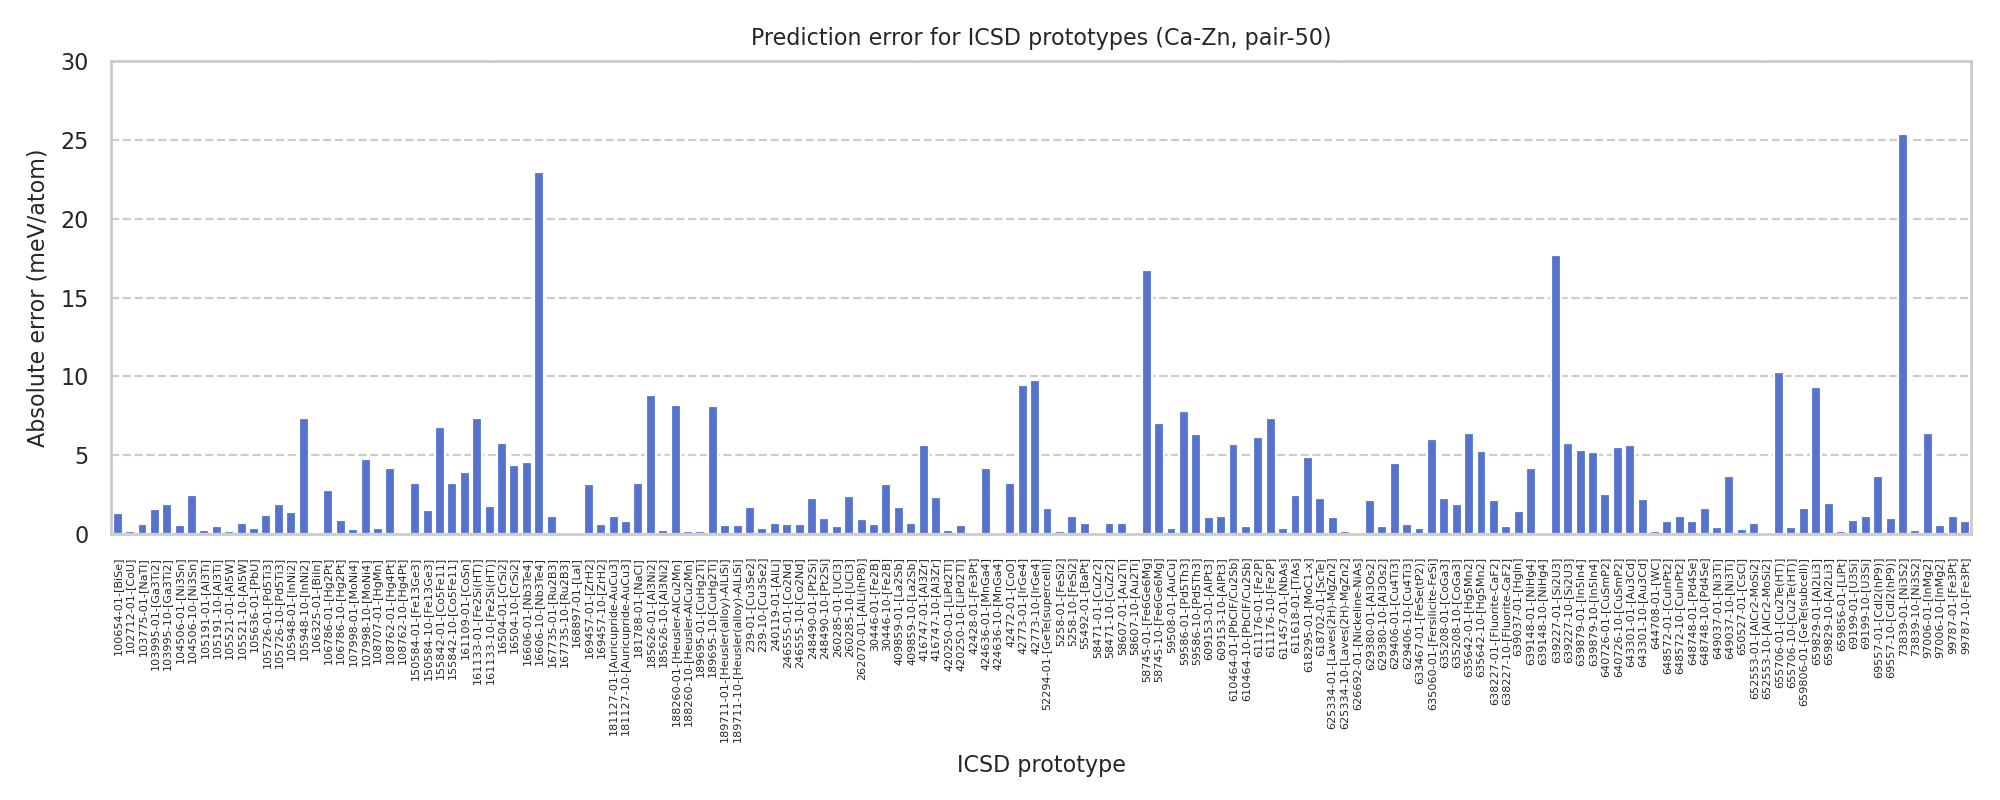 Prediction error for ICSD prototypes (Ca-Zn, pair-50)
30
25
20
15
10
5
0
Absolute error (meV/atom)
100654-01-[BiSe]
102712-01-[CoU]
103775-01-[NaTl]
103995-01-[Ga3Ti2]
103995-10-[Ga3Ti2]
104506-01-[Ni3Sn]
104506-10-[Ni3Sn]
105191-01-[Al3Ti]
105191-10-[Al3Ti]
105521-01-[Al5W]
105521-10-[Al5W]
105636-01-[PbU]
105726-01-[Pd5Ti3]
105726-10-[Pd5Ti3]
105948-01-[InNi2]
105948-10-[InNi2]
106325-01-[BiIn]
106786-01-[Hg2Pt]
106786-10-[Hg2Pt]
107998-01-[MoNi4]
107998-10-[MoNi4]
108707-01-[HgMn]
108762-01-[Hg4Pt]
108762-10-[Hg4Pt]
150584-01-[Fe13Ge3]
150584-10-[Fe13Ge3]
155842-01-[Co5Fe11]
155842-10-[Co5Fe11]
161109-01-[CoSn]
161133-01-[Fe2Si(HT)]
161133-10-[Fe2Si(HT)]
16504-01-[CrSi2]
16504-10-[CrSi2]
16606-01-[Nb3Te4]
16606-10-[Nb3Te4]
167735-01-[Ru2B3]
167735-10-[Ru2B3]
168897-01-[LaI]
169457-01-[ZrH2]
169457-10-[ZrH2]
181127-01-[Auricupride-AuCu3]
181127-10-[Auricupride-AuCu3]
181788-01-[NaCl]
185626-01-[Al3Ni2]
185626-10-[Al3Ni2]
188260-01-[Heusler-AlCu2Mn]
188260-10-[Heusler-AlCu2Mn]
189695-01-[CuHg2Ti]
189695-10-[CuHg2Ti]
189711-01-[Heusler(alloy)-AlLiSi]
189711-10-[Heusler(alloy)-AlLiSi]
239-01-[Cu3Se2]
239-10-[Cu3Se2]
240119-01-[AlLi]
246555-01-[Co2Nd]
246555-10-[Co2Nd]
248490-01-[Pt2Si]
248490-10-[Pt2Si]
260285-01-[UCl3]
260285-10-[UCl3]
262070-01-[AlLi(hP8)]
30446-01-[Fe2B]
30446-10-[Fe2B]
409859-01-[La2Sb]
409859-10-[La2Sb]
416747-01-[Al3Zr]
416747-10-[Al3Zr]
420250-01-[LiPd2Tl]
420250-10-[LiPd2Tl]
42428-01-[Fe3Pt]
424636-01-[MnGa4]
424636-10-[MnGa4]
42472-01-[CoO]
42773-01-[IrGe4]
42773-10-[IrGe4]
52294-01-[GeTe(supercell)]
5258-01-[FeSi2]
5258-10-[FeSi2]
55492-01-[BaPt]
58471-01-[CuZr2]
58471-10-[CuZr2]
58607-01-[Au2Ti]
58607-10-[Au2Ti]
58745-01-[Fe6Ge6Mg]
58745-10-[Fe6Ge6Mg]
59508-01-[AuCu]
59586-01-[Pd5Th3]
59586-10-[Pd5Th3]
609153-01-[AlPt3]
609153-10-[AlPt3]
610464-01-[PbClF/Cu2Sb]
610464-10-[PbClF/Cu2Sb]
611176-01-[Fe2P]
611176-10-[Fe2P]
611457-01-[NbAs]
611618-01-[TiAs]
618295-01-[MoC1-x]
618702-01-[ScTe]
625334-01-[Laves(2H)-MgZn2]
625334-10-[Laves(2H)-MgZn2]
626692-01-[Nickeline-NiAs]
629380-01-[Al3Os2]
629380-10-[Al3Os2]
629406-01-[Cu4Ti3]
629406-10-[Cu4Ti3]
633467-01-[FeSe(tP2)]
635060-01-[Fersilicite-FeSi]
635208-01-[CoGa3]
635208-10-[CoGa3]
635642-01-[Hg5Mn2]
635642-10-[Hg5Mn2]
638227-01-[Fluorite-CaF2]
638227-10-[Fluorite-CaF2]
639037-01-[HgIn]
639148-01-[NiHg4]
639148-10-[NiHg4]
639227-01-[Si2U3]
639227-10-[Si2U3]
639879-01-[In5In4]
639879-10-[In5In4]
640726-01-[CuSmP2]
640726-10-[CuSmP2]
643301-01-[Au3Cd]
643301-10-[Au3Cd]
644708-01-[WC]
648572-01-[CuInPt2]
648572-10-[CuInPt2]
648748-01-[Pd4Se]
648748-10-[Pd4Se]
649037-01-[Ni3Ti]
649037-10-[Ni3Ti]
650527-01-[CsCl]
652553-01-[AlCr2-MoSi2]
652553-10-[AlCr2-MoSi2]
655706-01-[Cu2Te(HT)]
655706-10-[Cu2Te(HT)]
659806-01-[GeTe(subcell)]
659829-01-[Al2Li3]
659829-10-[Al2Li3]
659856-01-[LiPt]
69199-01-[U3Si]
69199-10-[U3Si]
69557-01-[CdI2(hP9)]
69557-10-[CdI2(hP9)]
73839-01-[Ni3S2]
73839-10-[Ni3S2]
97006-01-[InMg2]
97006-10-[InMg2]
99787-01-[Fe3Pt]
99787-10-[Fe3Pt]
ICSD prototype